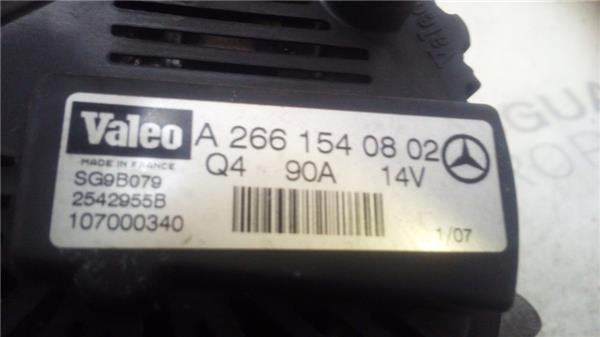 Valeo A 266 154 08 02
MADE IN FRANCE Q4 90A 14V
SG9B079
2542955B
107000340
1/07